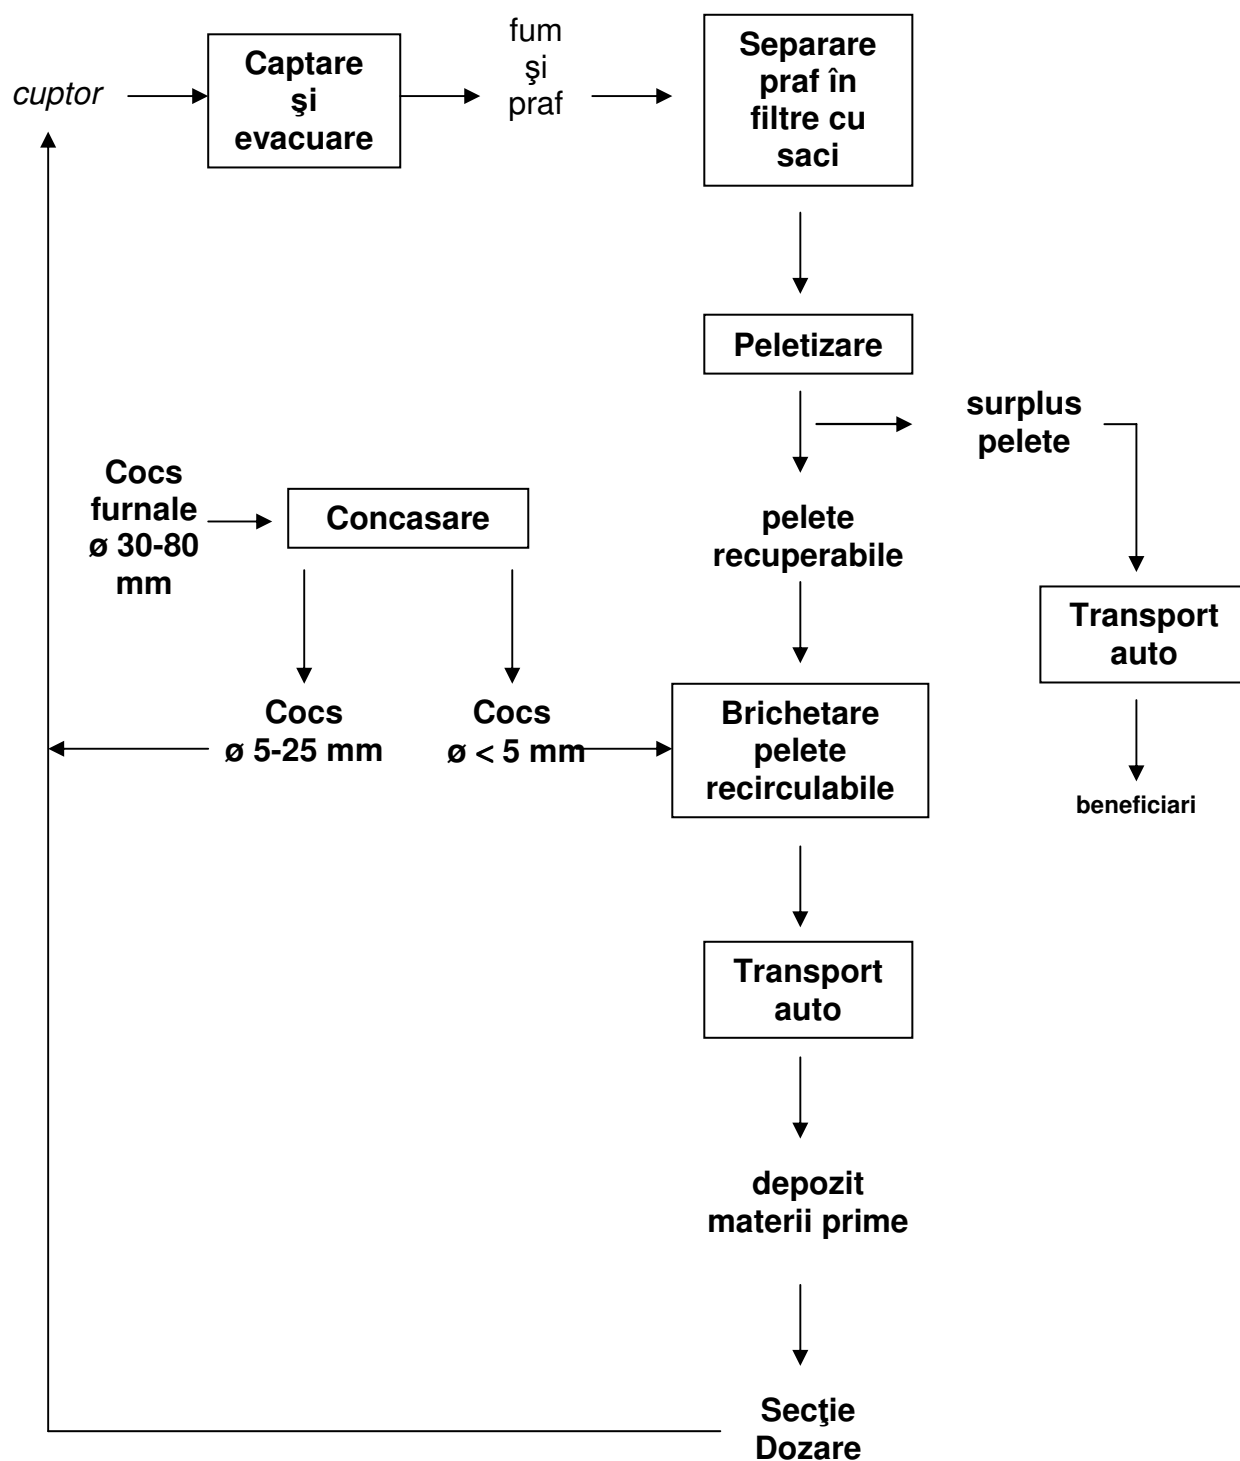 cuptor
Captare
şi
evacuare
fum
şi
praf
Separare
praf în
filtre cu
saci
Peletizare
surplus
pelete
Cocs
furnale
ø 30-80
mm
Concasare
pelete
recuperabile
Transport
auto
Cocs
ø 5-25 mm
Cocs
ø < 5 mm
Brichetare
pelete
recirculabile
beneficiari
Transport
auto
depozit
materii prime
Secţie
Dozare